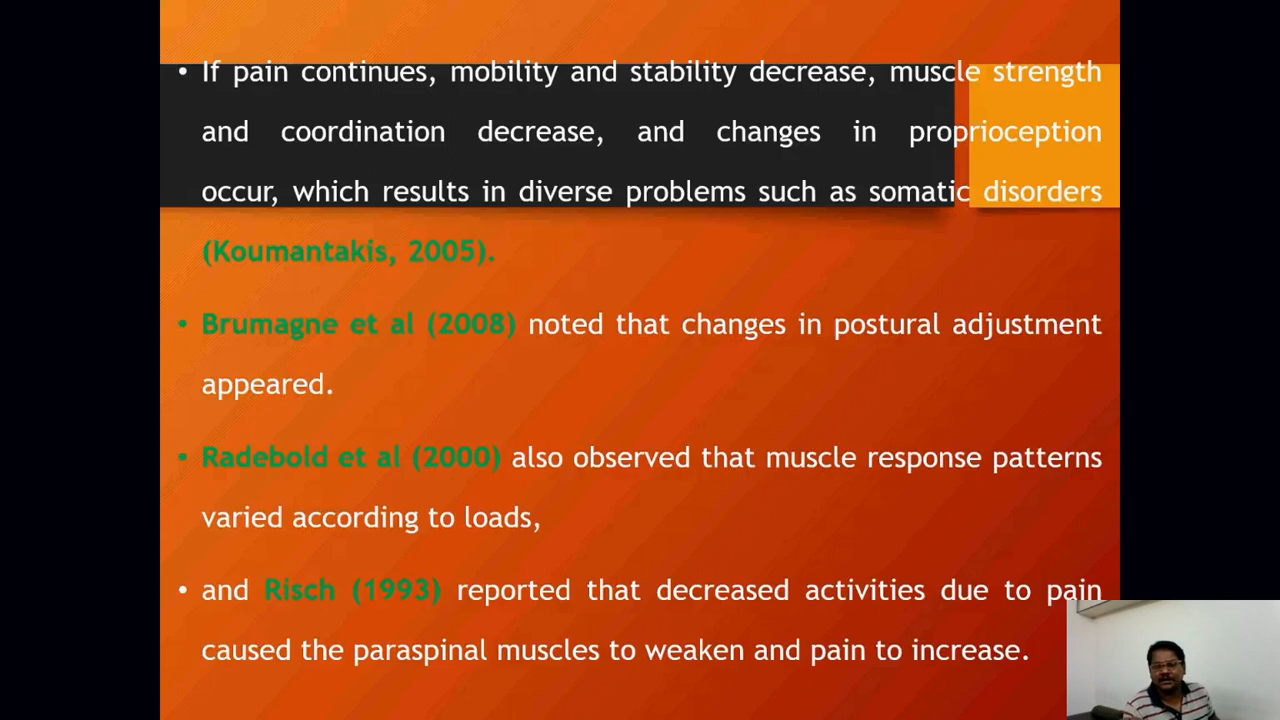 • If pain continues, mobility and stability decrease, muscle strength
and coordination decrease, and changes in proprioception
occur, which results in diverse problems such as somatic disorders
(Koumantakis, 2005).
• Brumagne et al (2008) noted that changes in postural adjustment
appeared.
• Radebold et al (2000) also observed that muscle response patterns
varied according to loads,
• and Risch (1993) reported that decreased activities due to pain
caused the paraspinal muscles to weaken and pain to increase.